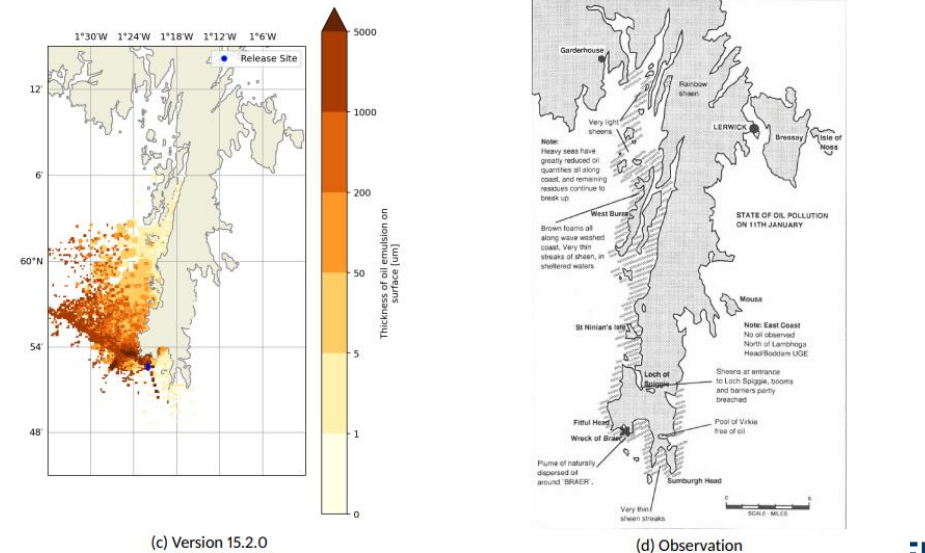 1°30'W 1°24'W 1°18'W 1°12'W 1°6'W
Release Site
12'
6'
60°N
54'
48'
5000
1000
200
50
5
1
0
Thickness of oil emulsion on
surface [um]
(c) Version 15.2.0
Garderhouse
Rainbow
sheen
Very light
sheens
LERWICK
Bressay
Isle of
Noss
Note:
Heavy seas have
greatly reduced oil
quantities all along
coast, and remaining
residues continue to
break up
West Burra
STATE OF OIL POLLUTION
ON 11TH JANUARY
Brown foams all
along wave washed
coast. Very thin
streaks of sheen, in
sheltered waters
Mousa
St Ninian's Isle
Note: East Coast
No oil observed
North of Lambhoga
Head/Boddam UGE
Loch of
Spiggie
Sheens at entrance
to Loch Spiggie, booms
and barriers partly
breached
Fitful Head
Wreck of Braer
Pool of Virkie
free of oil
Plume of naturally
dispersed oil
around 'BRAER'.
Sumburgh Head
Very thin
sheen streaks
0 5
SCALE - MILES
(d) Observation